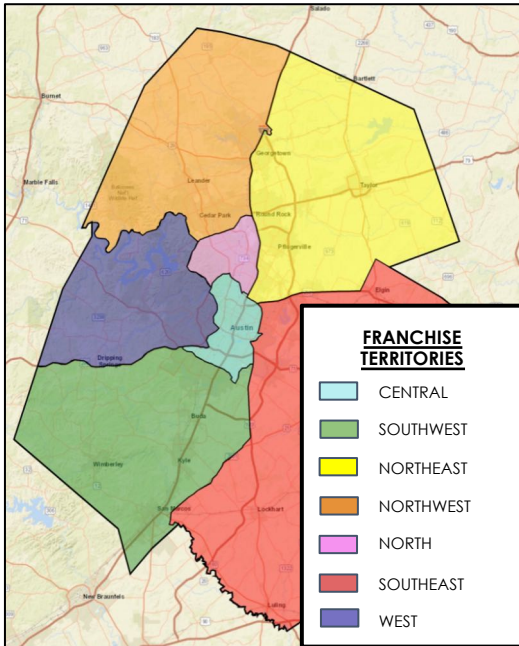 Salado
Bartlett
Burnet
Georgetown
Marble Falls
Leander
Taylor
Cedar Park
Round Rock
Pflugerville
Elgin
Austin
Dripping
Springs
Buda
Wimberley
Kyle
San Marcos
Lockhart
New Braunfels
Luling
FRANCHISE
TERRITORIES
CENTRAL
SOUTHWEST
NORTHEAST
NORTHWEST
NORTH
SOUTHEAST
WEST